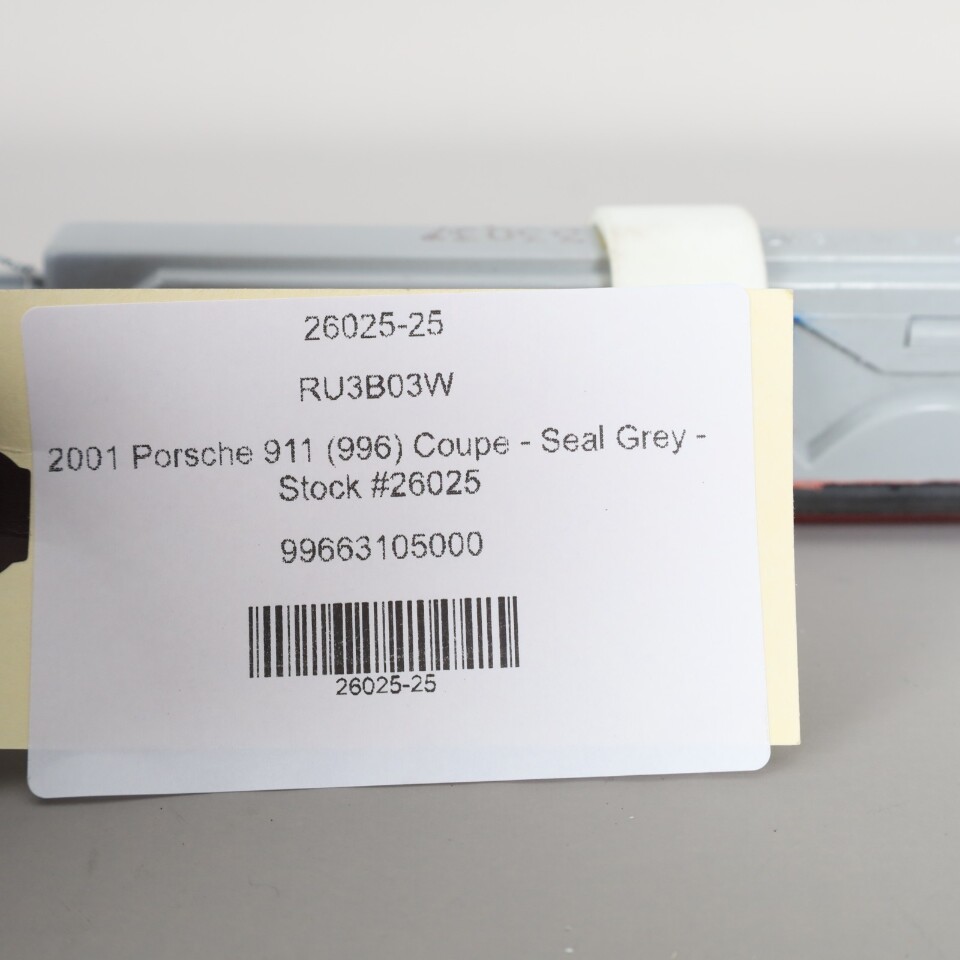 26025-25
RU3B03W
2001 Porsche 911 (996) Coupe - Seal Grey -
Stock #26025
99663105000
26025-25